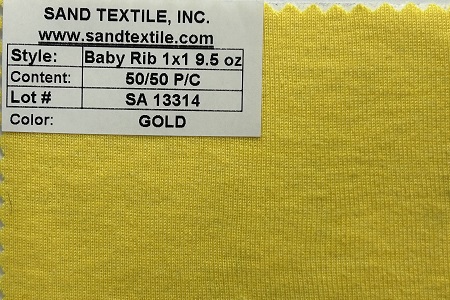 SAND TEXTILE, INC.
www.sandtextile.com
Style: Baby Rib 1x1 9.5 oz
Content: 50/50 P/C
Lot # SA 13314
Color: GOLD